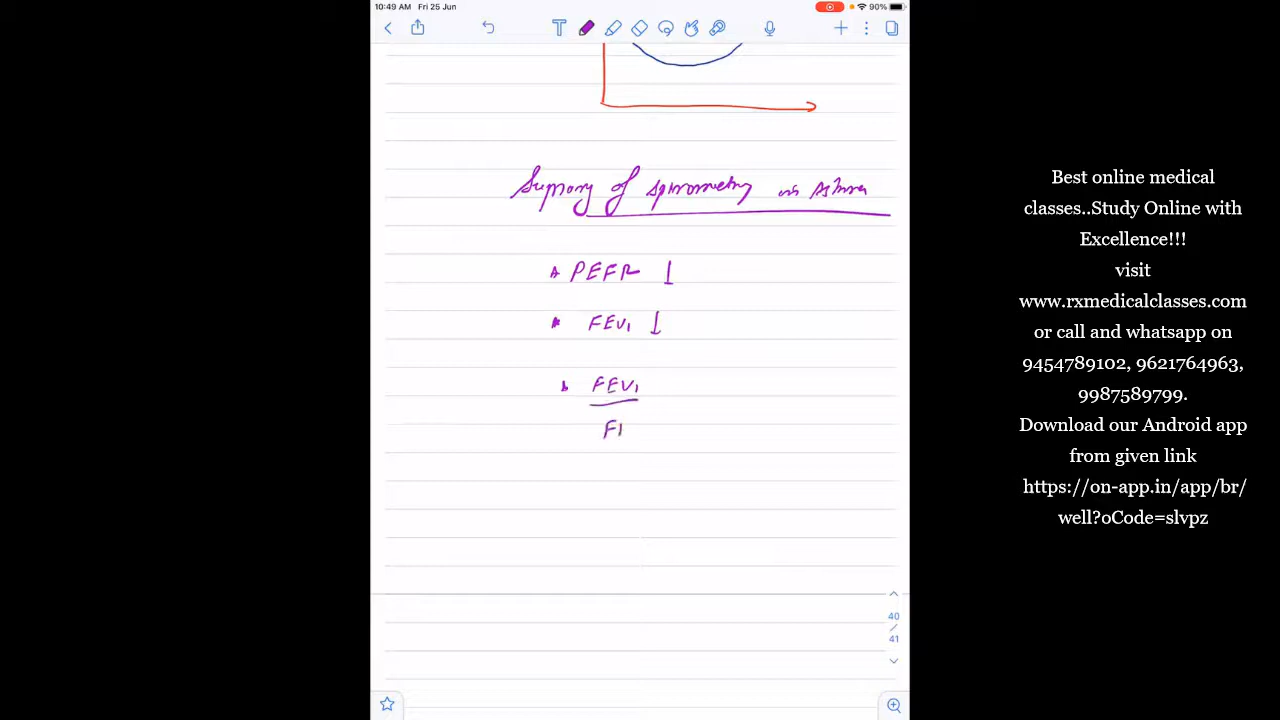 10:49 AM Fri 25 Jun
90%
Summary of spirometry in Asthma
PEFR ↓
FEV1 ↓
FEV1
F
40
41
Best online medical
classes..Study Online with
Excellence!!!
visit
www.rxmedicalclasses.com
or call and whatsapp on
9454789102, 9621764963,
9987589799.
Download our Android app
from given link
https://on-app.in/app/br/
well?oCode=slvpz